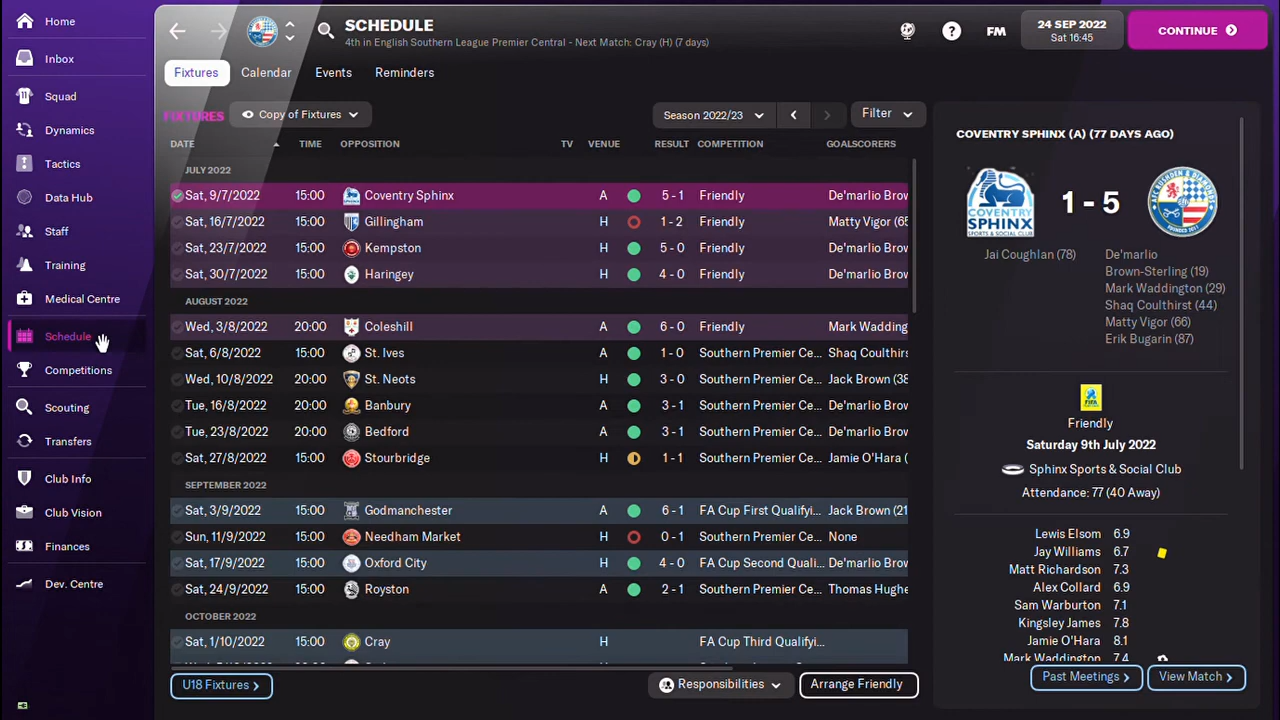 Home
Inbox
Squad
Dynamics
Tactics
Data Hub
Staff
Training
Medical Centre
Schedule
Competitions
Scouting
Transfers
Club Info
Club Vision
Finances
Dev. Centre
SCHEDULE
4th in English Southern League Premier Central - Next Match: Cray (H) (7 days)
FM
24 SEP 2022
Sat 16:45
CONTINUE
Fixtures Calendar Events Reminders
FIXTURES Copy of Fixtures Season 2022/23 Filter
DATE TIME OPPOSITION TV VENUE RESULT COMPETITION GOALSCORERS
JULY 2022
Sat, 9/7/2022 15:00 Coventry Sphinx A 5 - 1 Friendly De'marlio Brow
Sat, 16/7/2022 15:00 Gillingham H 1 - 2 Friendly Matty Vigor (65
Sat, 23/7/2022 15:00 Kempston H 5 - 0 Friendly De'marlio Brow
Sat, 30/7/2022 15:00 Haringey H 4 - 0 Friendly De'marlio Brow
AUGUST 2022
Wed, 3/8/2022 20:00 Coleshill A 6 - 0 Friendly Mark Wadding
Sat, 6/8/2022 15:00 St. Ives A 1 - 0 Southern Premier Ce... Shaq Coulthirs
Wed, 10/8/2022 20:00 St. Neots H 3 - 0 Southern Premier Ce... Jack Brown (38
Tue, 16/8/2022 20:00 Banbury A 3 - 1 Southern Premier Ce... De'marlio Brow
Tue, 23/8/2022 20:00 Bedford A 3 - 1 Southern Premier Ce... De'marlio Brow
Sat, 27/8/2022 15:00 Stourbridge H 1 - 1 Southern Premier Ce... Jamie O'Hara (
SEPTEMBER 2022
Sat, 3/9/2022 15:00 Godmanchester A 6 - 1 FA Cup First Qualifyi... Jack Brown (21
Sun, 11/9/2022 15:00 Needham Market H 0 - 1 Southern Premier Ce... None
Sat, 17/9/2022 15:00 Oxford City H 4 - 0 FA Cup Second Quali... De'marlio Brow
Sat, 24/9/2022 15:00 Royston A 2 - 1 Southern Premier Ce... Thomas Hughe
OCTOBER 2022
Sat, 1/10/2022 15:00 Cray H FA Cup Third Qualifyi...
U18 Fixtures Responsibilities Arrange Friendly
COVENTRY SPHINX (A) (77 DAYS AGO)
COVENTRY
SPHINX
SPORTS & SOCIAL CLUB
1 - 5
AFC RUSHDEN & DIAMONDS
FOUNDED 2011
Jai Coughlan (78)
De'marlio
Brown-Sterling (19)
Mark Waddington (29)
Shaq Coulthirst (44)
Matty Vigor (66)
Erik Bugarin (87)
FIFA
Friendly
Saturday 9th July 2022
Sphinx Sports & Social Club
Attendance: 77 (40 Away)
Lewis Elsom 6.9
Jay Williams 6.7
Matt Richardson 7.3
Alex Collard 6.9
Sam Warburton 7.1
Kingsley James 7.8
Jamie O'Hara 8.1
Mark Waddington 7.4
Past Meetings View Match